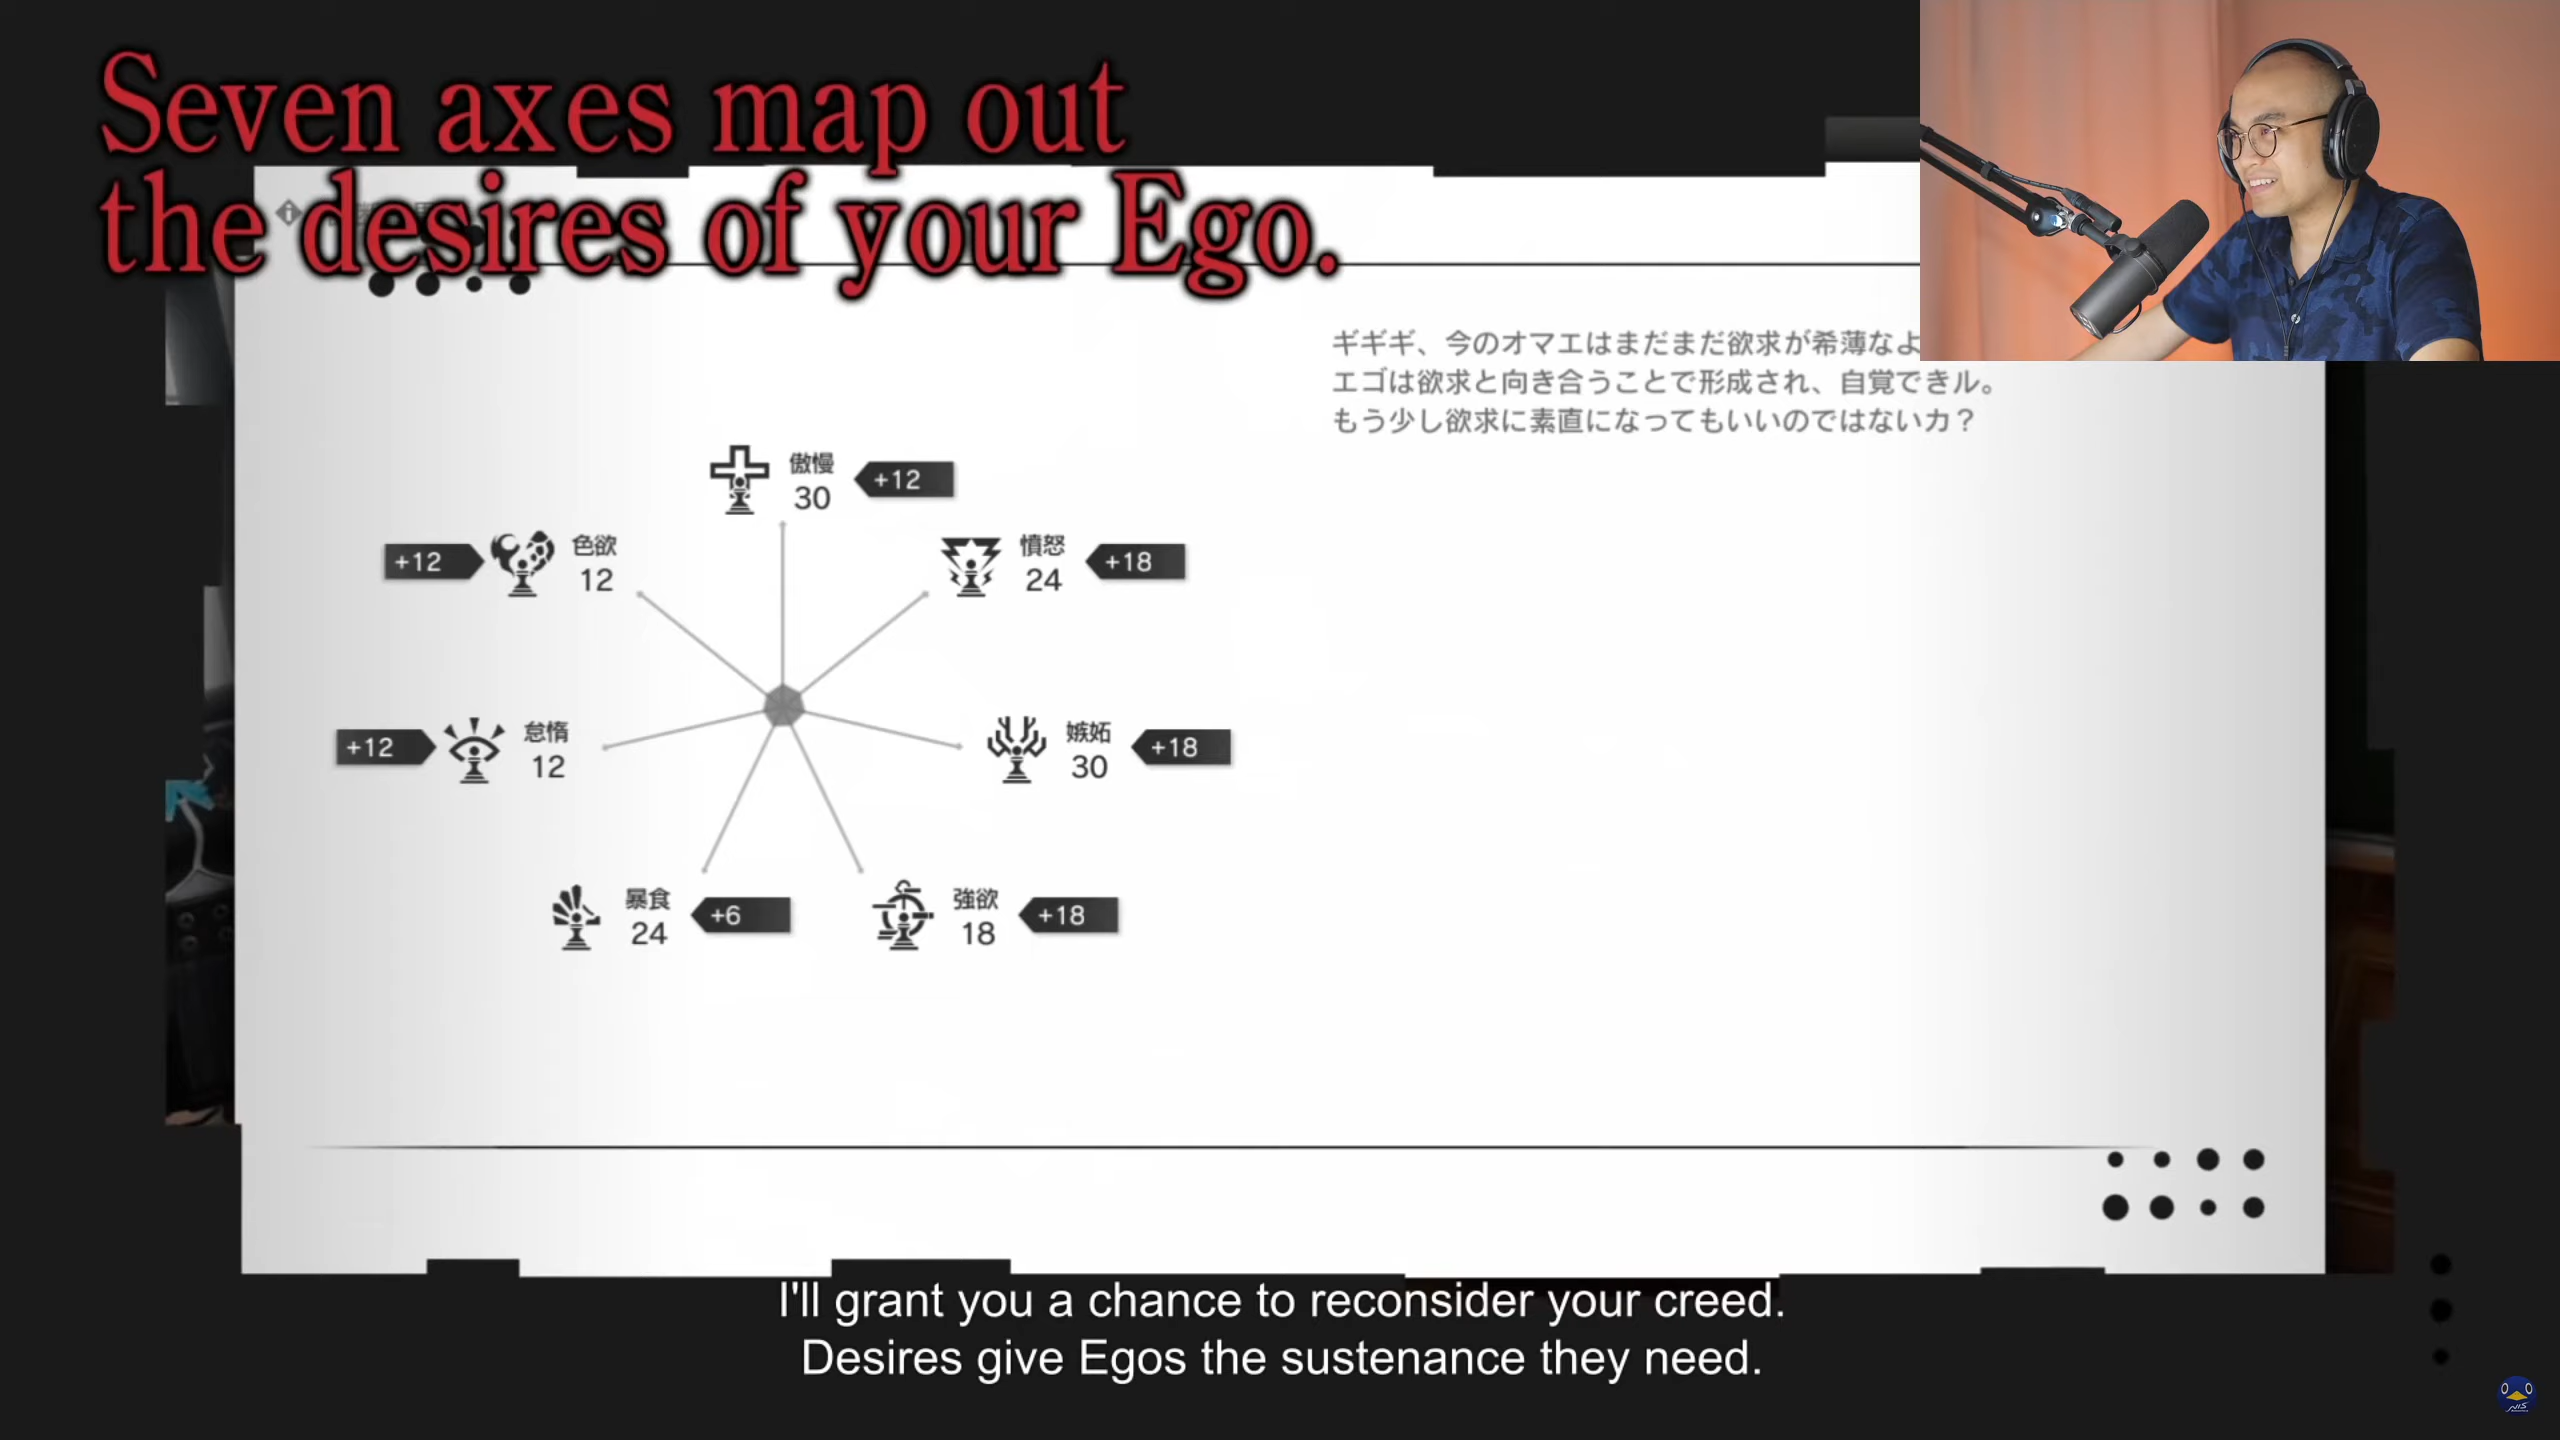 Seven axes map out
the desires of your Ego.
ギギギ、今のオマエはまだまだ欲求が希薄なよ
エゴは欲求と向き合うことで形成され、自覚できル。
もう少し欲求に素直になってもいいのではないカ？
傲慢
30
+12
+12
色欲
12
憤怒
24
+18
+12
怠惰
12
嫉妬
30
+18
暴食
24
+6
強欲
18
+18
I'll grant you a chance to reconsider your creed.
Desires give Egos the sustenance they need.
NIS